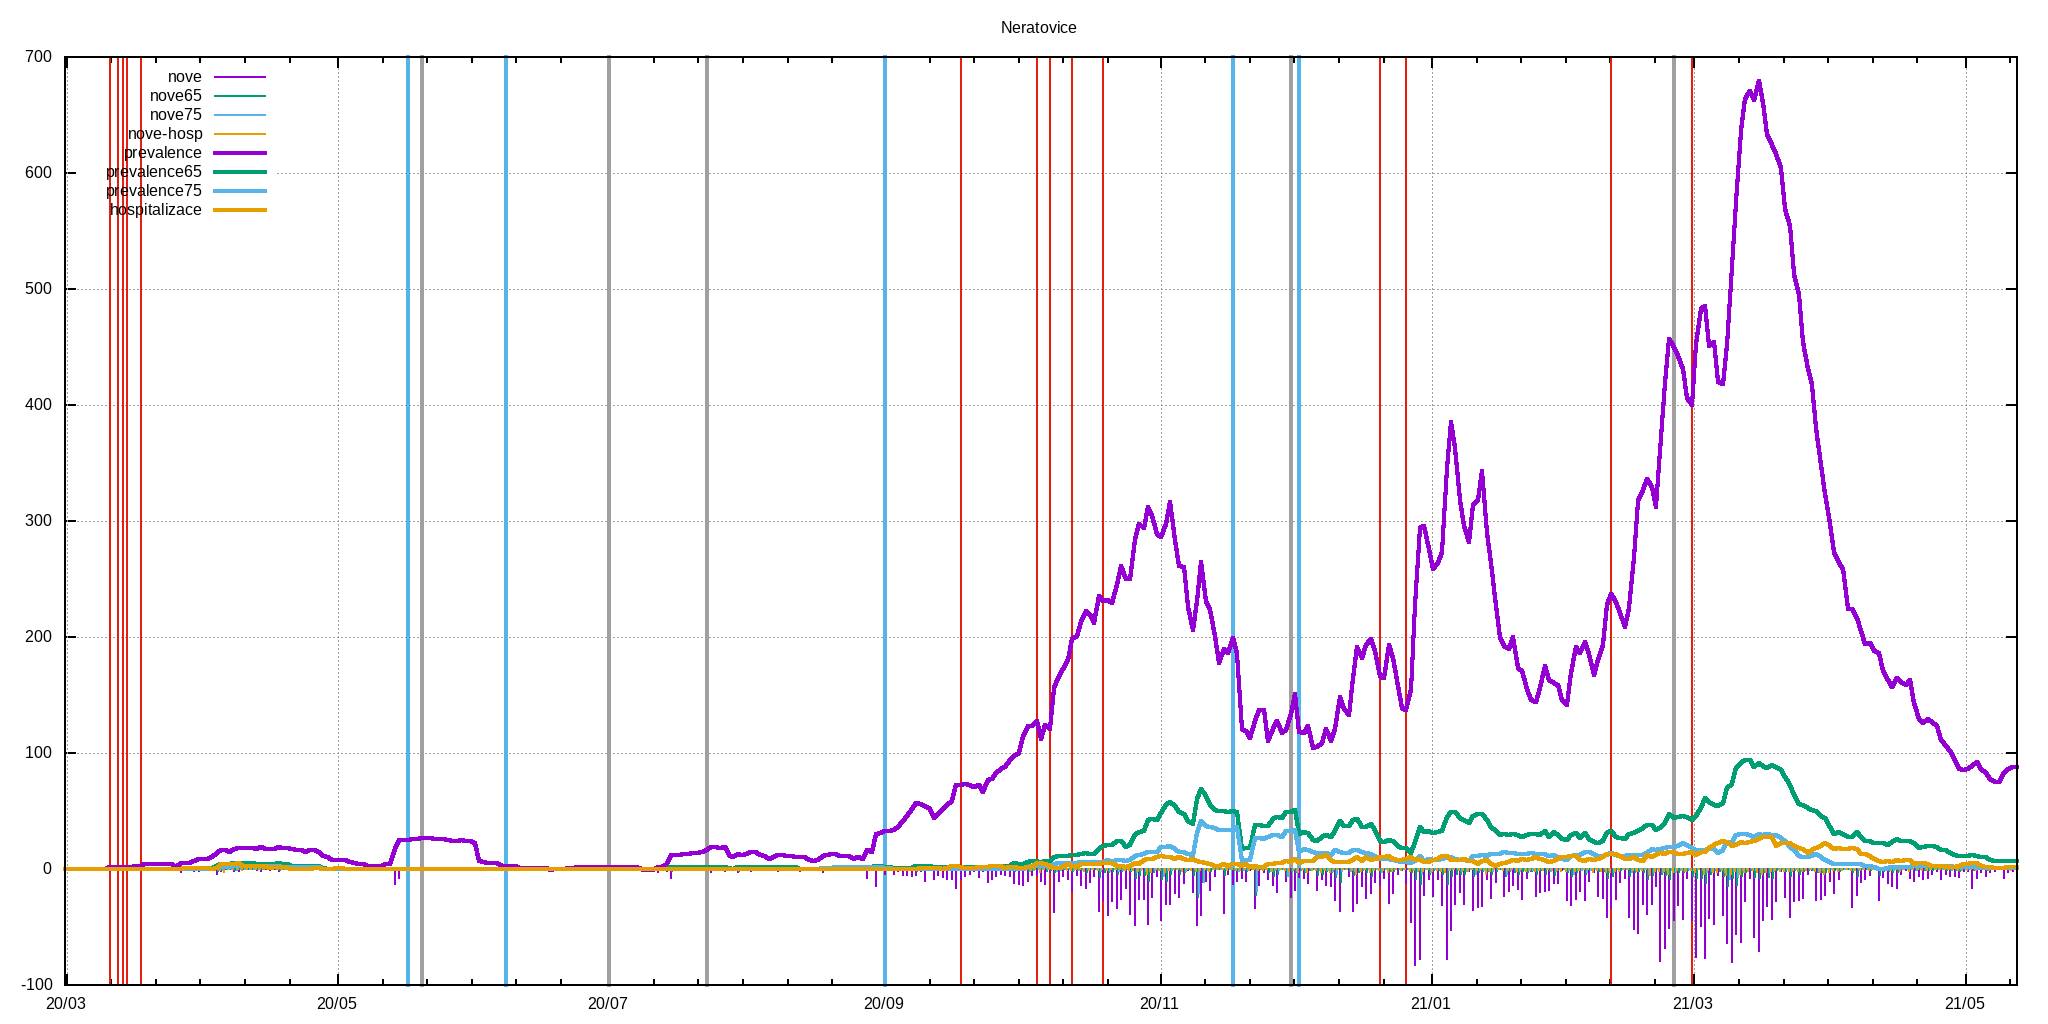 Neratovice
700
600
500
400
300
200
100
0
-100
nove
nove65
nove75
nove-hosp
prevalence
prevalence65
prevalence75
hospitalizace
20/03 20/05 20/07 20/09 20/11 21/01 21/03 21/05